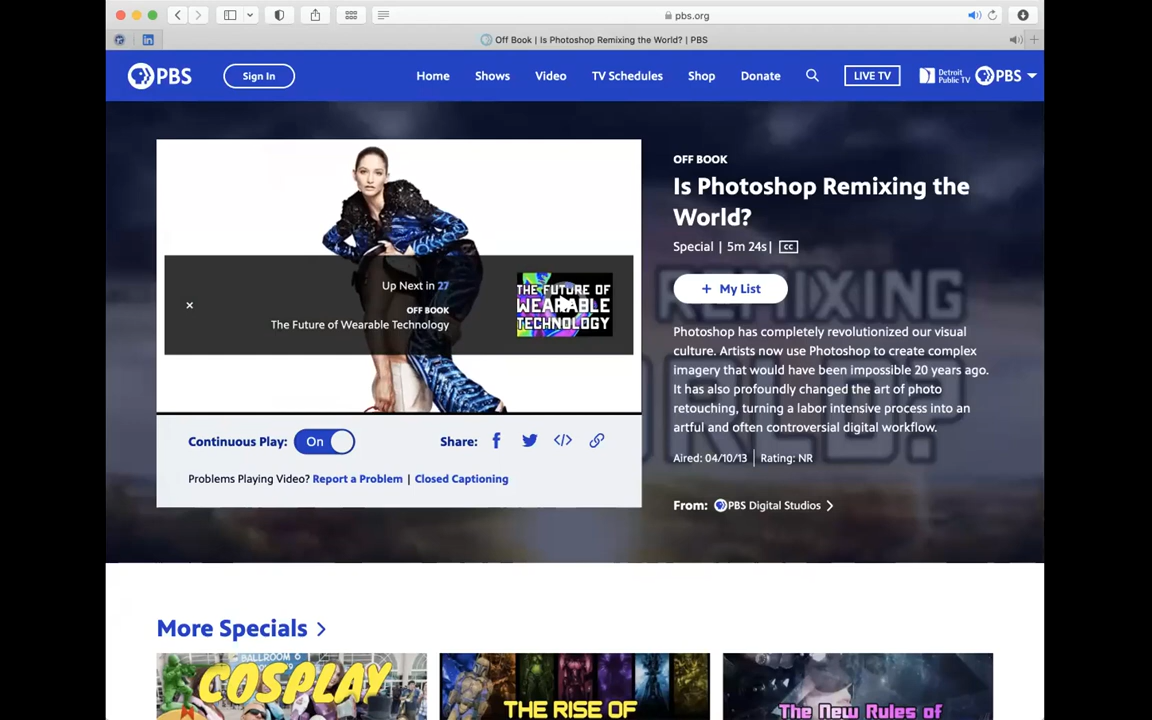 pbs.org
Off Book | Is Photoshop Remixing the World? | PBS
PBS
Sign In
Home
Shows
Video
TV Schedules
Shop
Donate
LIVE TV
Detroit
Public TV
PBS
Up Next in 27
OFF BOOK
The Future of Wearable Technology
THE FUTURE OF
WEARABLE
TECHNOLOGY
Continuous Play: On
Share:
Problems Playing Video? Report a Problem | Closed Captioning
OFF BOOK
Is Photoshop Remixing the
World?
Special | 5m 24s | CC
+ My List
Photoshop has completely revolutionized our visual
culture. Artists now use Photoshop to create complex
imagery that would have been impossible 20 years ago.
It has also profoundly changed the art of photo
retouching, turning a labor intensive process into an
artful and often controversial digital workflow.
Aired: 04/10/13 | Rating: NR
From: PBS Digital Studios
REMIXING
WORLD?
More Specials
BALLROOM 6
COSPLAY
THE RISE OF
The New Rules of